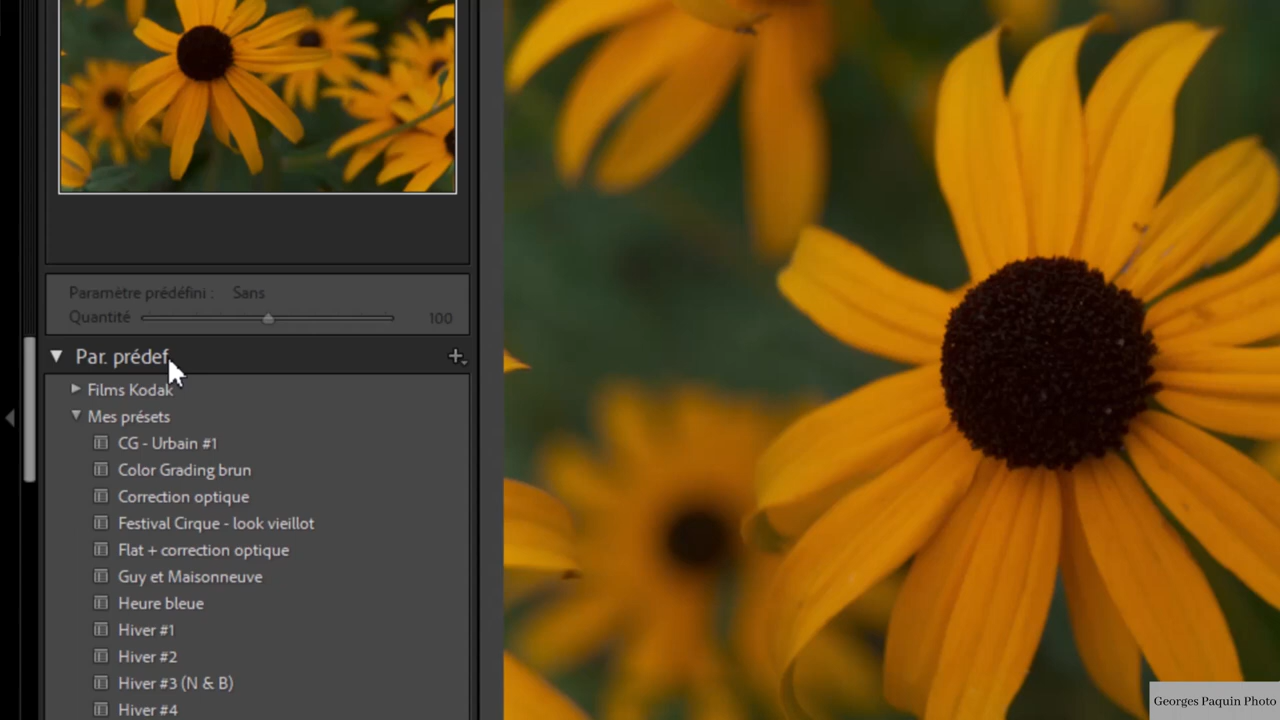 Paramètre prédéfini : Sans
Quantité 100
Par. prédéf
Films Kodak
Mes présets
CG - Urbain #1
Color Grading brun
Correction optique
Festival Cirque - look vieillot
Flat + correction optique
Guy et Maisonneuve
Heure bleue
Hiver #1
Hiver #2
Hiver #3 (N & B)
Hiver #4
Georges Paquin Photo